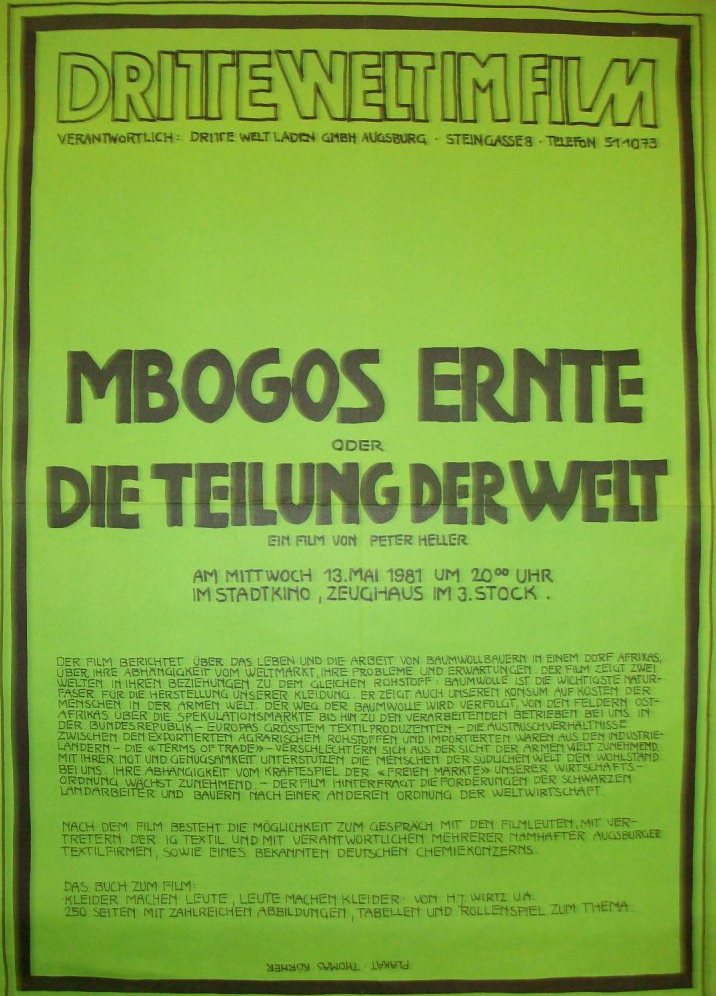 DRITTE WELT IM FILM
VERANTWORTLICH: DRITTE WELT LADEN GMBH AUGSBURG · STEINGASSE 8 · TELEFON 511073
MBOGOS ERNTE
ODER
DIE TEILUNG DER WELT
EIN FILM VON PETER HELLER
AM MITTWOCH 13. MAI 1981 UM 20⁰⁰ UHR
IM STADTKINO, ZEUGHAUS IM 3. STOCK.
DER FILM BERICHTET ÜBER DAS LEBEN UND DIE ARBEIT VON BAUMWOLLBAUERN IN EINEM DORF AFRIKAS,
ÜBER IHRE ABHÄNGIGKEIT VOM WELTMARKT, IHRE PROBLEME UND ERWARTUNGEN. DER FILM ZEIGT ZWEI
WELTEN IN IHREN BEZIEHUNGEN ZU DEM GLEICHEN ROHSTOFF: BAUMWOLLE IST DIE WICHTIGSTE NATUR-
FASER FÜR DIE HERSTELLUNG UNSERER KLEIDUNG. ER ZEIGT AUCH UNSEREN KONSUM AUF KOSTEN DER
MENSCHEN IN DER ARMEN WELT. DER WEG DER BAUMWOLLE WIRD VERFOLGT, VON DEN FELDERN OST-
AFRIKAS ÜBER DIE SPEKULATIONSMÄRKTE BIS HIN ZU DEN VERARBEITENDEN BETRIEBEN BEI UNS IN
DER BUNDESREPUBLIK – EUROPAS GRÖSSTEM TEXTILPRODUZENTEN – DIE AUSTAUSCHVERHÄLTNISSE
ZWISCHEN DEN EXPORTIERTEN AGRARISCHEN ROHSTOFFEN UND IMPORTIERTEN WAREN AUS DEN INDUSTRIE-
LÄNDERN – DIE «TERMS OF TRADE» – VERSCHLECHTERN SICH AUS DER SICHT DER ARMEN WELT ZUNEHMEND.
MIT IHRER NOT UND GENÜGSAMKEIT UNTERSTÜTZEN DIE MENSCHEN DER SÜDLICHEN WELT DEN WOHLSTAND
BEI UNS. IHRE ABHÄNGIGKEIT VOM KRÄFTESPIEL DER «FREIEN MÄRKTE» UNSERER WIRTSCHAFTS-
ORDNUNG WÄCHST ZUNEHMEND – DER FILM HINTERFRAGT DIE FORDERUNGEN DER SCHWARZEN
LANDARBEITER UND BAUERN NACH EINER ANDEREN ORDNUNG DER WELTWIRTSCHAFT.
NACH DEM FILM BESTEHT DIE MÖGLICHKEIT ZUM GESPRÄCH MIT DEN FILMLEUTEN, MIT VER-
TRETERN DER IG TEXTIL UND MIT VERANTWORTLICHEN MEHRERER NAMHAFTER AUGSBURGER
TEXTILFIRMEN, SOWIE EINES BEKANNTEN DEUTSCHEN CHEMIEKONZERNS.
DAS BUCH ZUM FILM:
KLEIDER MACHEN LEUTE, LEUTE MACHEN KLEIDER · VON H.J. WIRTZ U.A.
250 SEITEN MIT ZAHLREICHEN ABBILDUNGEN, TABELLEN UND ROLLENSPIEL ZUM THEMA.
PLAKAT · THOMAS KÖRNER